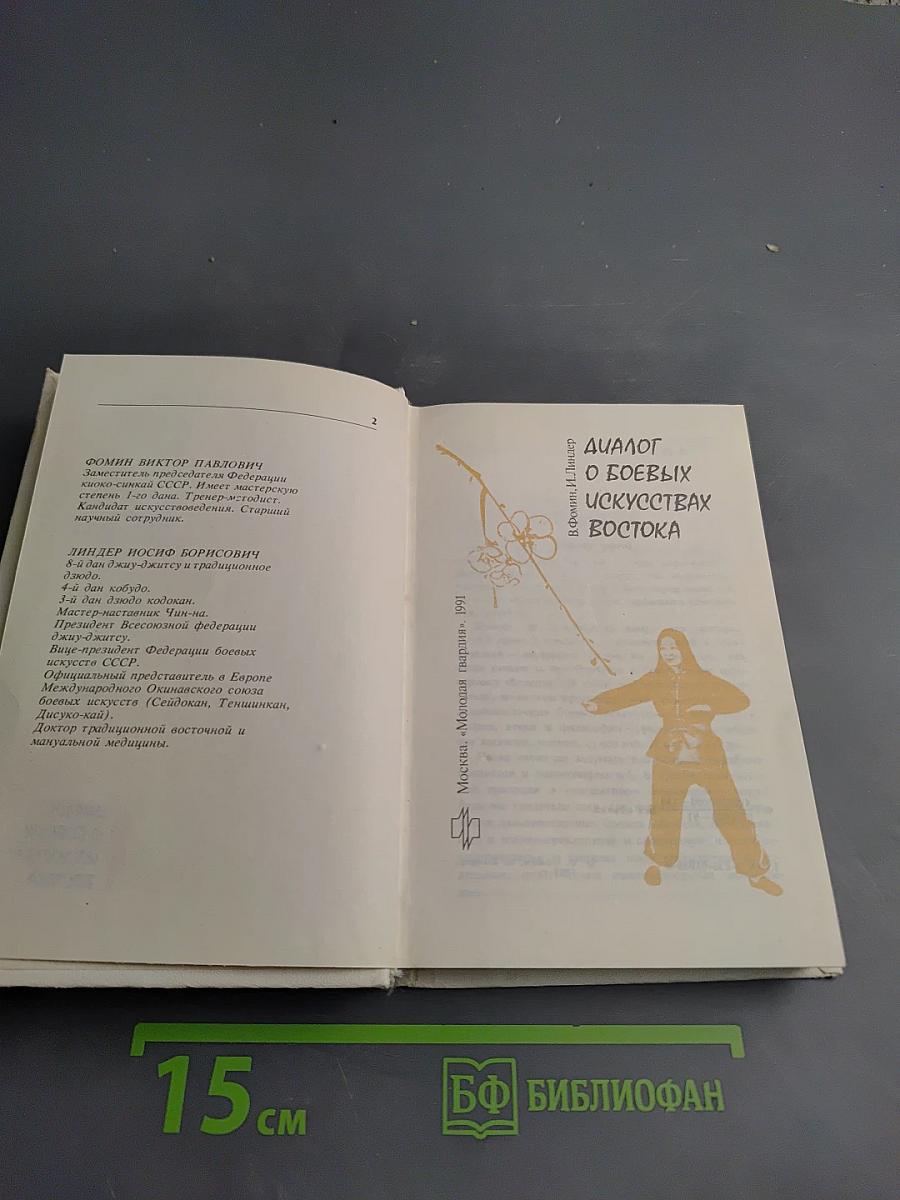 2
ФОМИН ВИКТОР ПАВЛОВИЧ
Заместитель председателя Федерации
киоко-синкай СССР. Имеет мастерскую
степень 1-го дана. Тренер-методист.
Кандидат искусствоведения. Старший
научный сотрудник.
ЛИНДЕР ИОСИФ БОРИСОВИЧ
8-й дан джиу-джитсу и традиционное
дзюдо.
4-й дан кобудо.
3-й дан дзюдо кодокан.
Мастер-наставник Чин-на.
Президент Всесоюзной федерации
джиу-джитсу.
Вице-президент Федерации боевых
искусств СССР.
Официальный представитель в Европе
Международного Окинавского союза
боевых искусств (Сейдокан, Теншинкан,
Дисуко-кай).
Доктор традиционной восточной и
мануальной медицины.
В.Фомин, И.Линдер
ДИАЛОГ
О БОЕВЫХ
ИСКУССТВАХ
ВОСТОКА
Москва. «Молодая гвардия». 1991
15 см
БФ БИБЛИОФАН